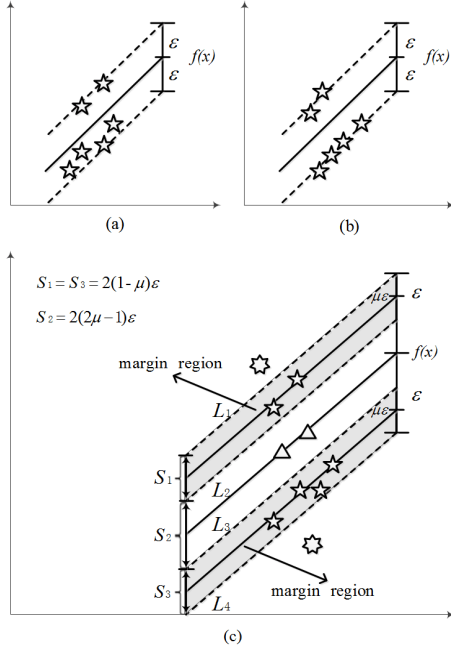 ε
f(x)
ε
(a)
ε
f(x)
ε
(b)
S1 = S3 = 2(1- μ)ε
S2 = 2(2μ−1)ε
με
ε
margin region
f(x)
L1
με
ε
S1
L2
L3
S2
S3
margin region
L4
(c)